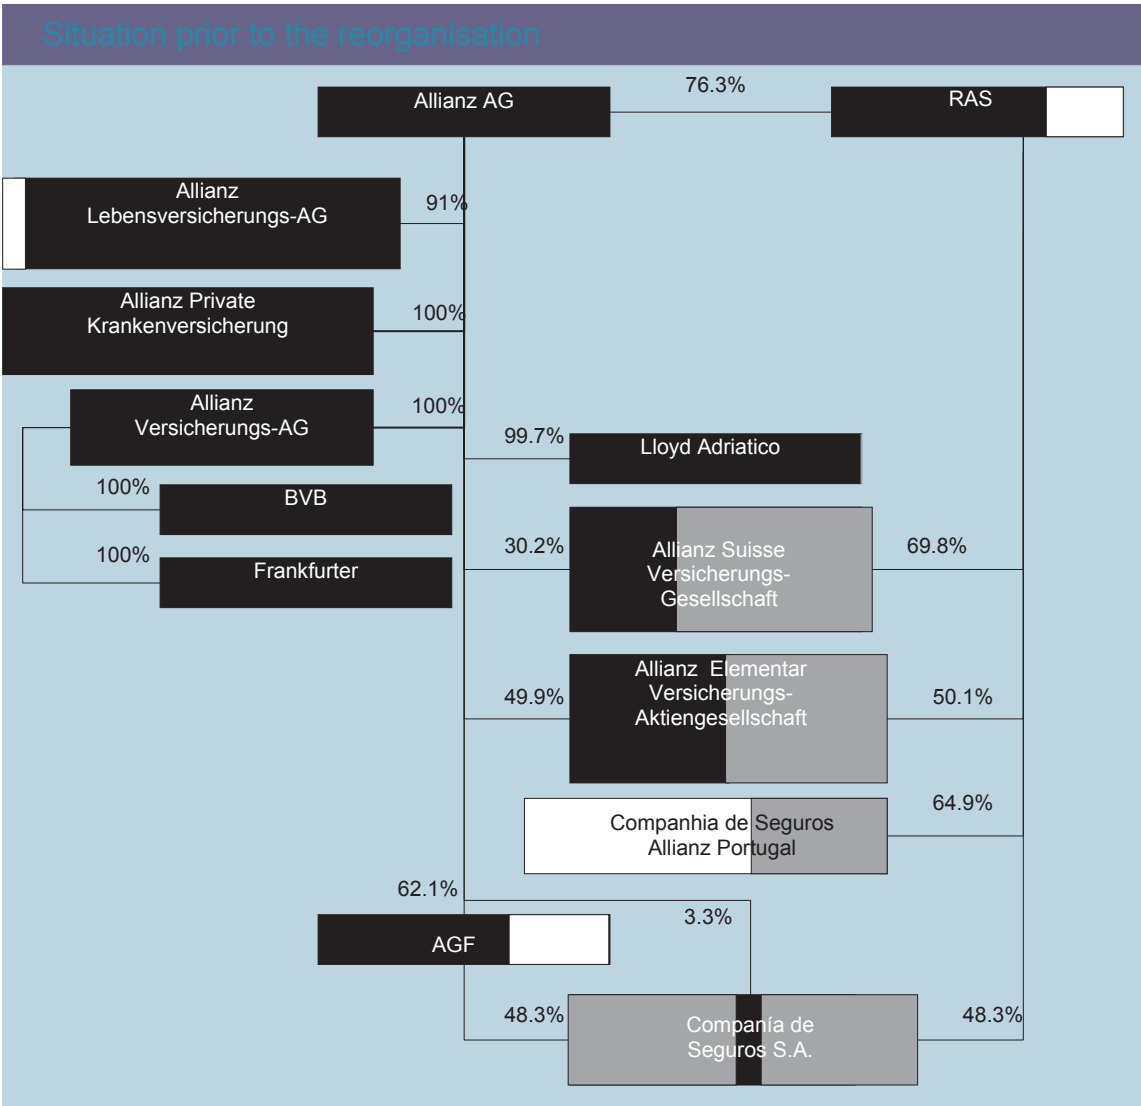 Situation prior to the reorganisation
Allianz AG
76.3%
RAS
Allianz
Lebensversicherungs-AG
91%
Allianz Private
Krankenversicherung
100%
Allianz
Versicherungs-AG
100%
99.7%
Lloyd Adriatico
100%
BVB
30.2%
Allianz Suisse
Versicherungs-
Gesellschaft
69.8%
100%
Frankfurter
49.9%
Allianz Elementar
Versicherungs-
Aktiengesellschaft
50.1%
Companhia de Seguros
Allianz Portugal
64.9%
62.1%
AGF
3.3%
48.3%
Companía de
Seguros S.A.
48.3%